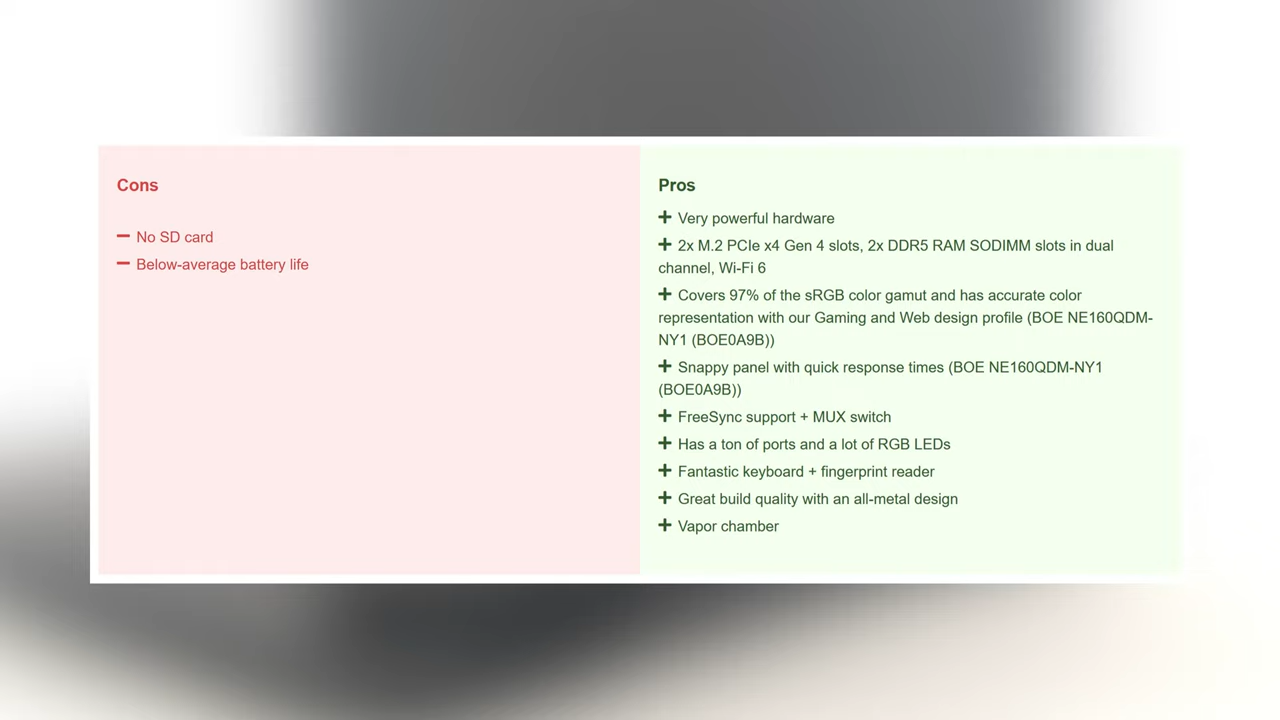 Cons
No SD card
Below-average battery life
Pros
Very powerful hardware
2x M.2 PCIe x4 Gen 4 slots, 2x DDR5 RAM SODIMM slots in dual
channel, Wi-Fi 6
Covers 97% of the sRGB color gamut and has accurate color
representation with our Gaming and Web design profile (BOE NE160QDM-
NY1 (BOE0A9B))
Snappy panel with quick response times (BOE NE160QDM-NY1
(BOE0A9B))
FreeSync support + MUX switch
Has a ton of ports and a lot of RGB LEDs
Fantastic keyboard + fingerprint reader
Great build quality with an all-metal design
Vapor chamber